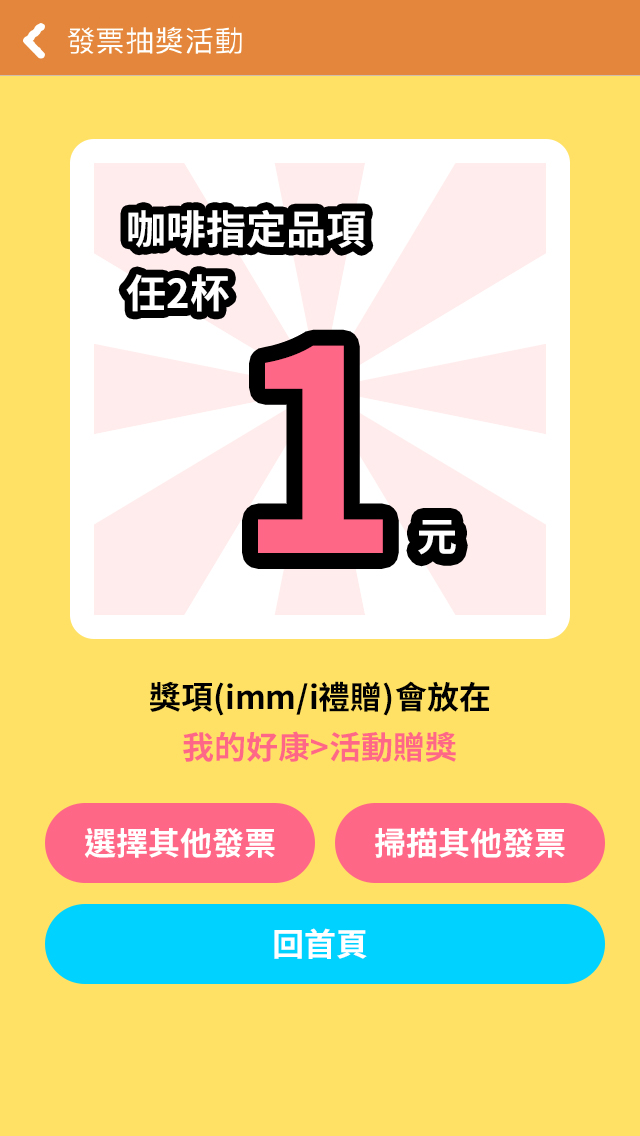 發票抽獎活動
咖啡指定品項
任2杯
1元
獎項(imm/i禮贈)會放在
我的好康>活動贈獎
選擇其他發票
掃描其他發票
回首頁